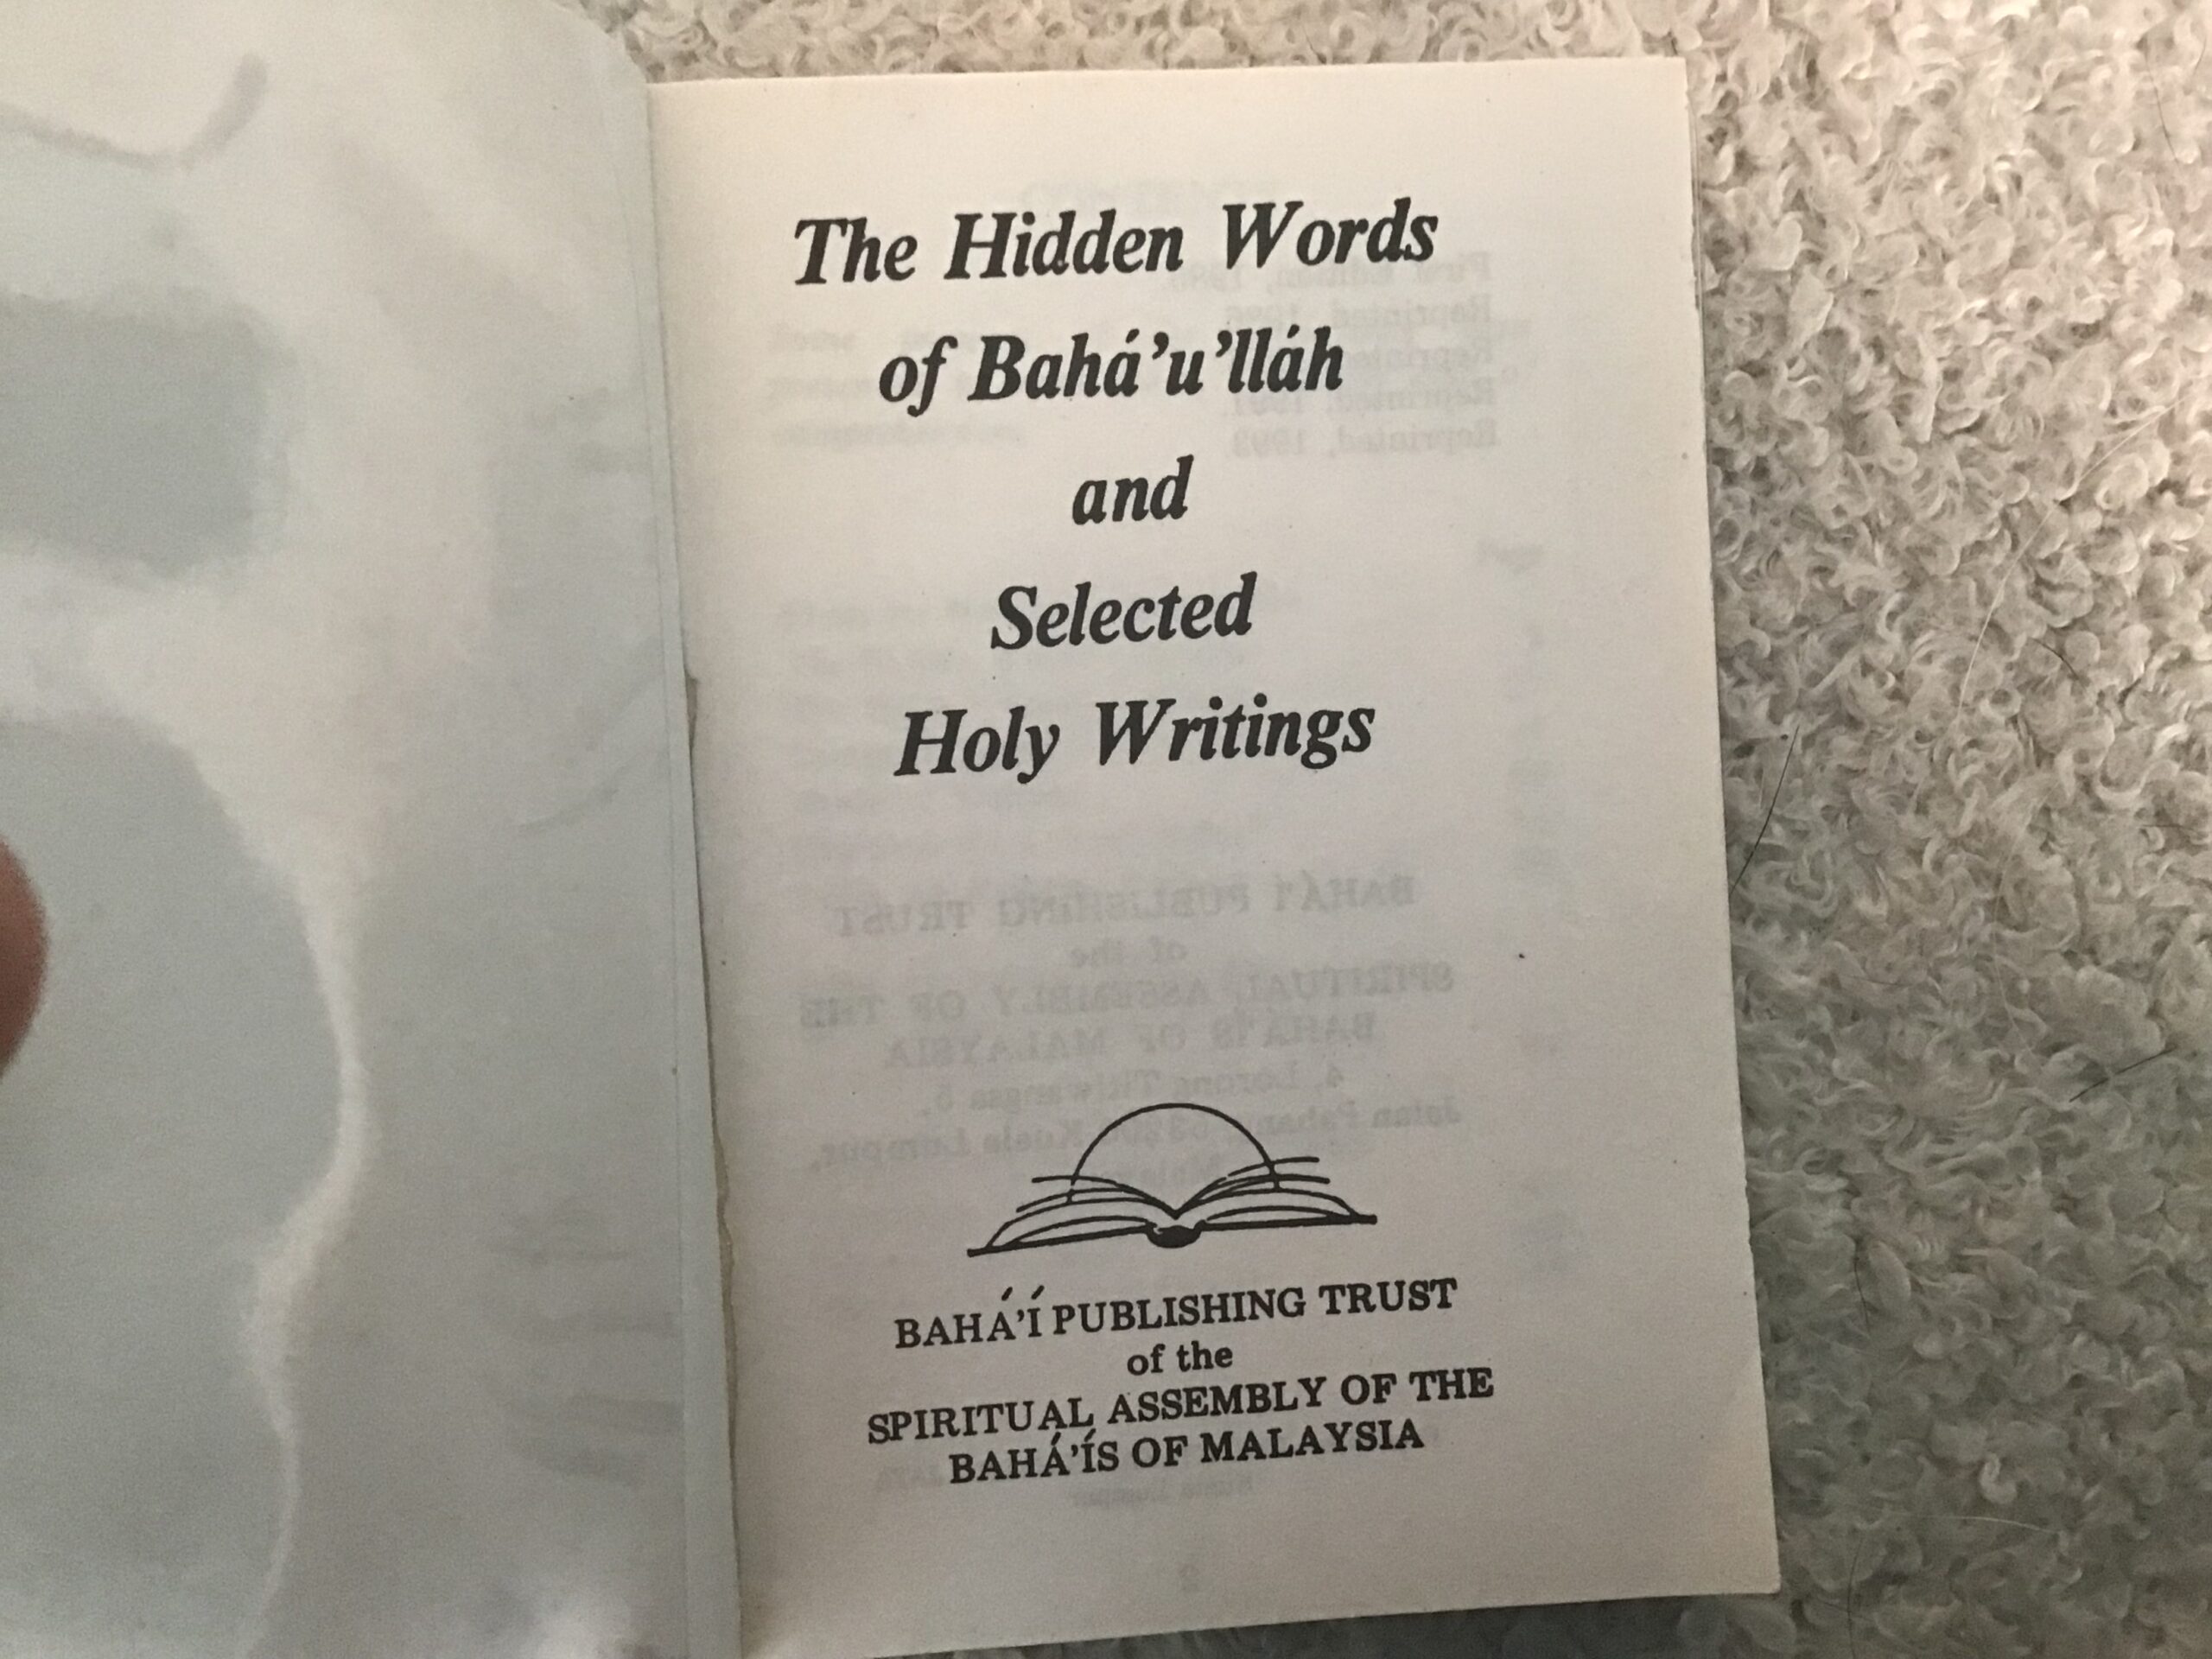 The Hidden Words
of Bahá’u’lláh
and
Selected
Holy Writings
BAHÁ’Í PUBLISHING TRUST
of the
SPIRITUAL ASSEMBLY OF THE
BAHÁ’ÍS OF MALAYSIA